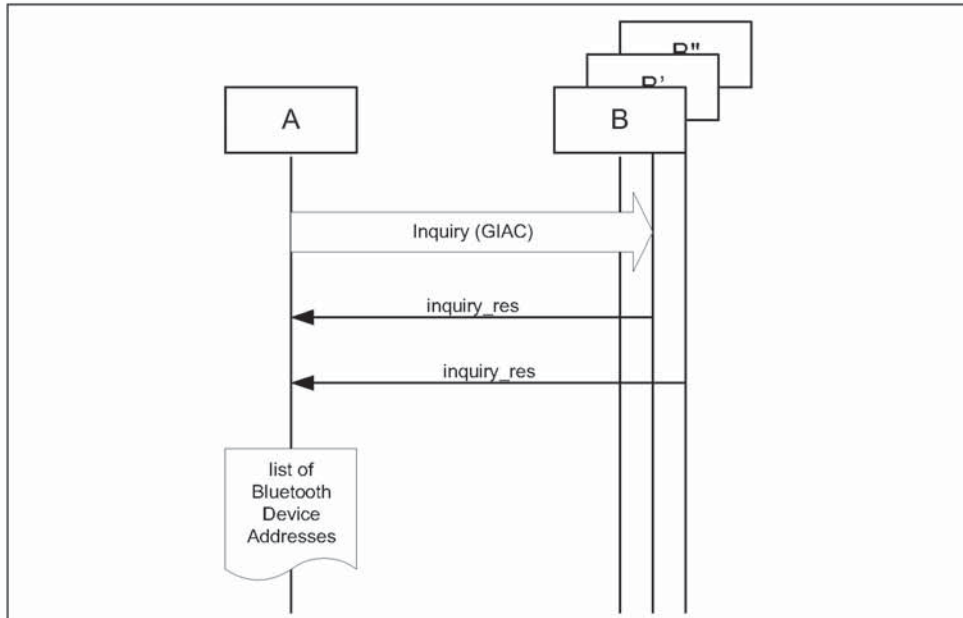 B"
B'
A
B
Inquiry (GIAC)
inquiry_res
inquiry_res
list of
Bluetooth
Device
Addresses